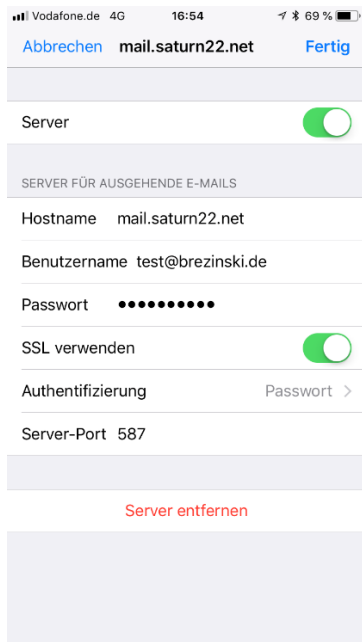 Vodafone.de 4G 16:54 69 %
Abbrechen mail.saturn22.net Fertig
Server
SERVER FÜR AUSGEHENDE E-MAILS
Hostname mail.saturn22.net
Benutzername test@brezinski.de
Passwort ●●●●●●●●●●
SSL verwenden
Authentifizierung Passwort >
Server-Port 587
Server entfernen